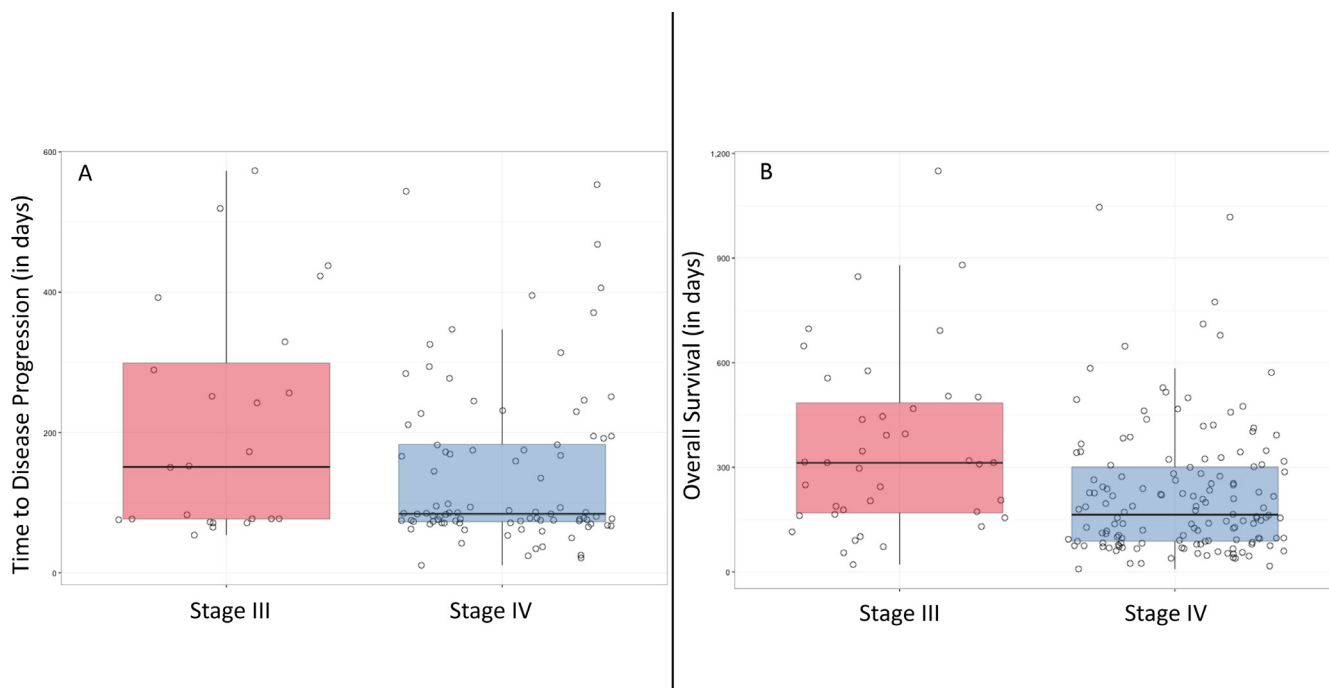 A
Time to Disease Progression (in days)
600
400
200
0
Stage III
Stage IV
B
Overall Survival (in days)
1,200
900
600
300
0
Stage III
Stage IV